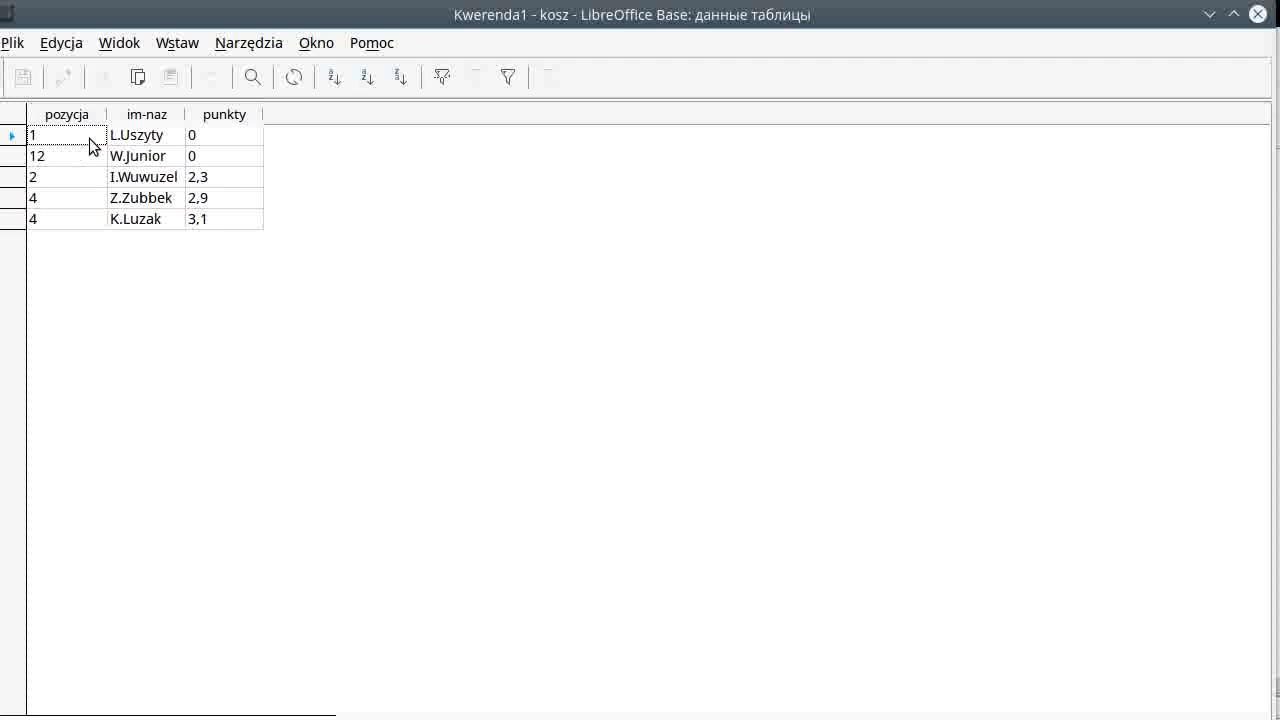 Kwerenda1 - kosz - LibreOffice Base: данные таблицы
Plik Edycja Widok Wstaw Narzędzia Okno Pomoc
pozycja im-naz punkty
1 L.Uszyty 0
12 W.Junior 0
2 I.Wuwuzel 2,3
4 Z.Zubbek 2,9
4 K.Luzak 3,1